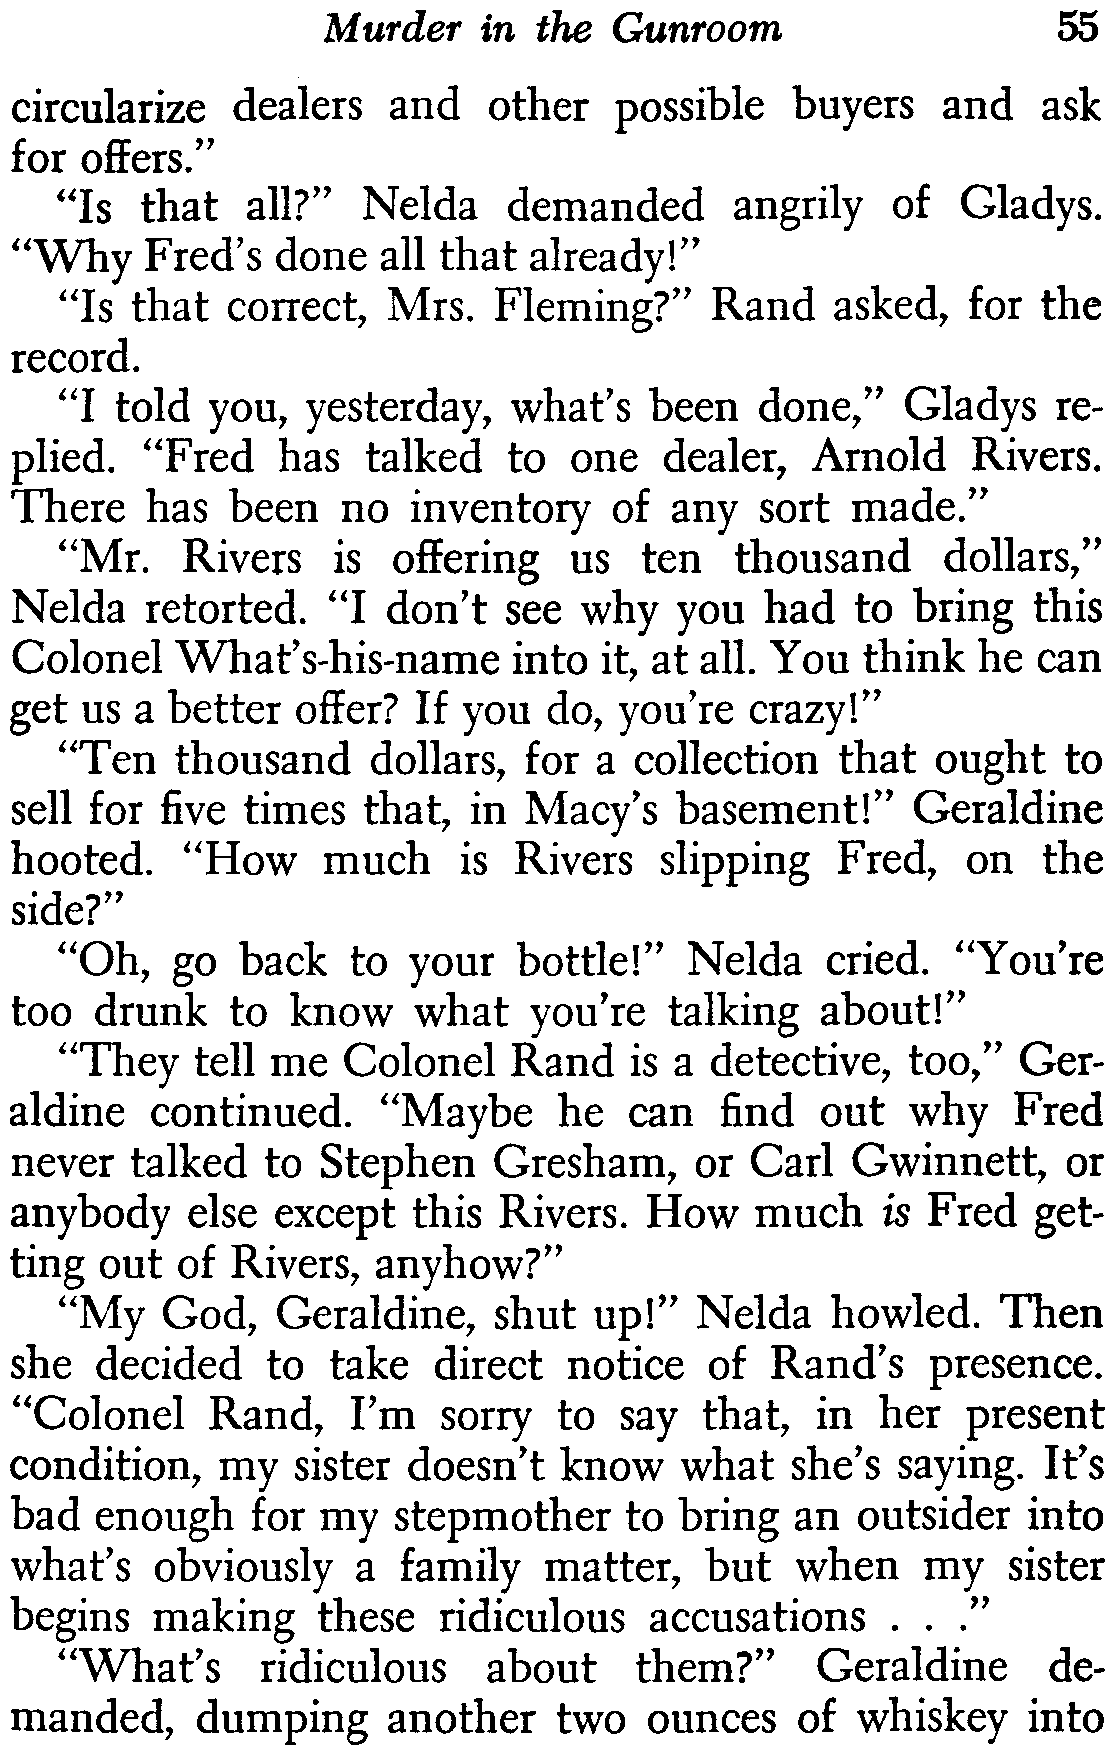 Murder in the Gunroom 55
circularize dealers and other possible buyers and ask
for offers.”
“Is that all?” Nelda demanded angrily of Gladys.
“Why Fred’s done all that already!”
“Is that correct, Mrs. Fleming?” Rand asked, for the
record.
“I told you, yesterday, what’s been done,” Gladys re-
plied. “Fred has talked to one dealer, Arnold Rivers.
There has been no inventory of any sort made.”
“Mr. Rivers is offering us ten thousand dollars,”
Nelda retorted. “I don’t see why you had to bring this
Colonel What’s-his-name into it, at all. You think he can
get us a better offer? If you do, you’re crazy!”
“Ten thousand dollars, for a collection that ought to
sell for five times that, in Macy’s basement!” Geraldine
hooted. “How much is Rivers slipping Fred, on the
side?”
“Oh, go back to your bottle!” Nelda cried. “You’re
too drunk to know what you’re talking about!”
“They tell me Colonel Rand is a detective, too,” Ger-
aldine continued. “Maybe he can find out why Fred
never talked to Stephen Gresham, or Carl Gwinnett, or
anybody else except this Rivers. How much is Fred get-
ting out of Rivers, anyhow?”
“My God, Geraldine, shut up!” Nelda howled. Then
she decided to take direct notice of Rand’s presence.
“Colonel Rand, I’m sorry to say that, in her present
condition, my sister doesn’t know what she’s saying. It’s
bad enough for my stepmother to bring an outsider into
what’s obviously a family matter, but when my sister
begins making these ridiculous accusations . . .”
“What’s ridiculous about them?” Geraldine de-
manded, dumping another two ounces of whiskey into